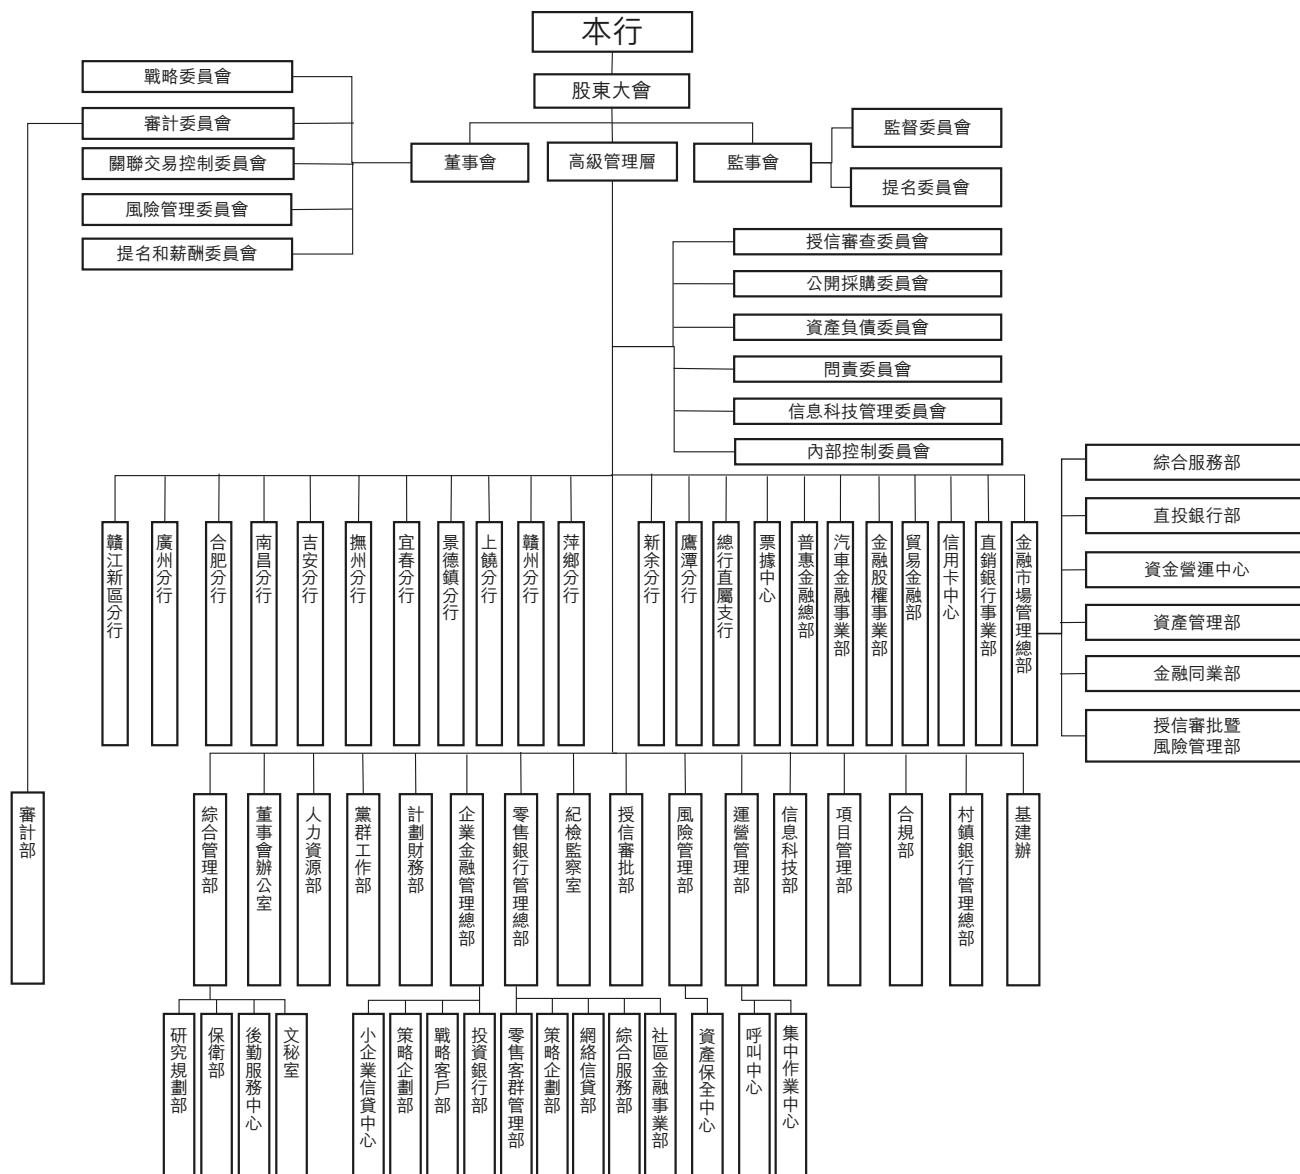 本行
股東大會
董事會
高級管理層
監事會
戰略委員會
審計委員會
關聯交易控制委員會
風險管理委員會
提名和薪酬委員會
監督委員會
提名委員會
授信審查委員會
公開採購委員會
資產負債委員會
問責委員會
信息科技管理委員會
內部控制委員會
贛江新區分行
廣州分行
合肥分行
南昌分行
吉安分行
撫州分行
宜春分行
景德鎮分行
上饒分行
贛州分行
萍鄉分行
新余分行
鷹潭分行
總行直屬支行
票據中心
普惠金融總部
汽車金融事業部
金融股權事業部
貿易金融部
信用卡中心
直銷銀行事業部
金融市場管理總部
綜合服務部
直投銀行部
資金營運中心
資產管理部
金融同業部
授信審批暨
風險管理部
審計部
綜合管理部
董事會辦公室
人力資源部
黨群工作部
計劃財務部
企業金融管理總部
零售銀行管理總部
紀檢監察室
授信審批部
風險管理部
運營管理部
信息科技部
項目管理部
合規部
村鎮銀行管理總部
基建辦
研究規劃部
保衛部
後勤服務中心
文秘室
小企業信貸中心
策略企劃部
戰略客戶部
投資銀行部
零售客群管理部
策略企劃部
網絡信貸部
綜合服務部
社區金融事業部
資產保全中心
呼叫中心
集中作業中心